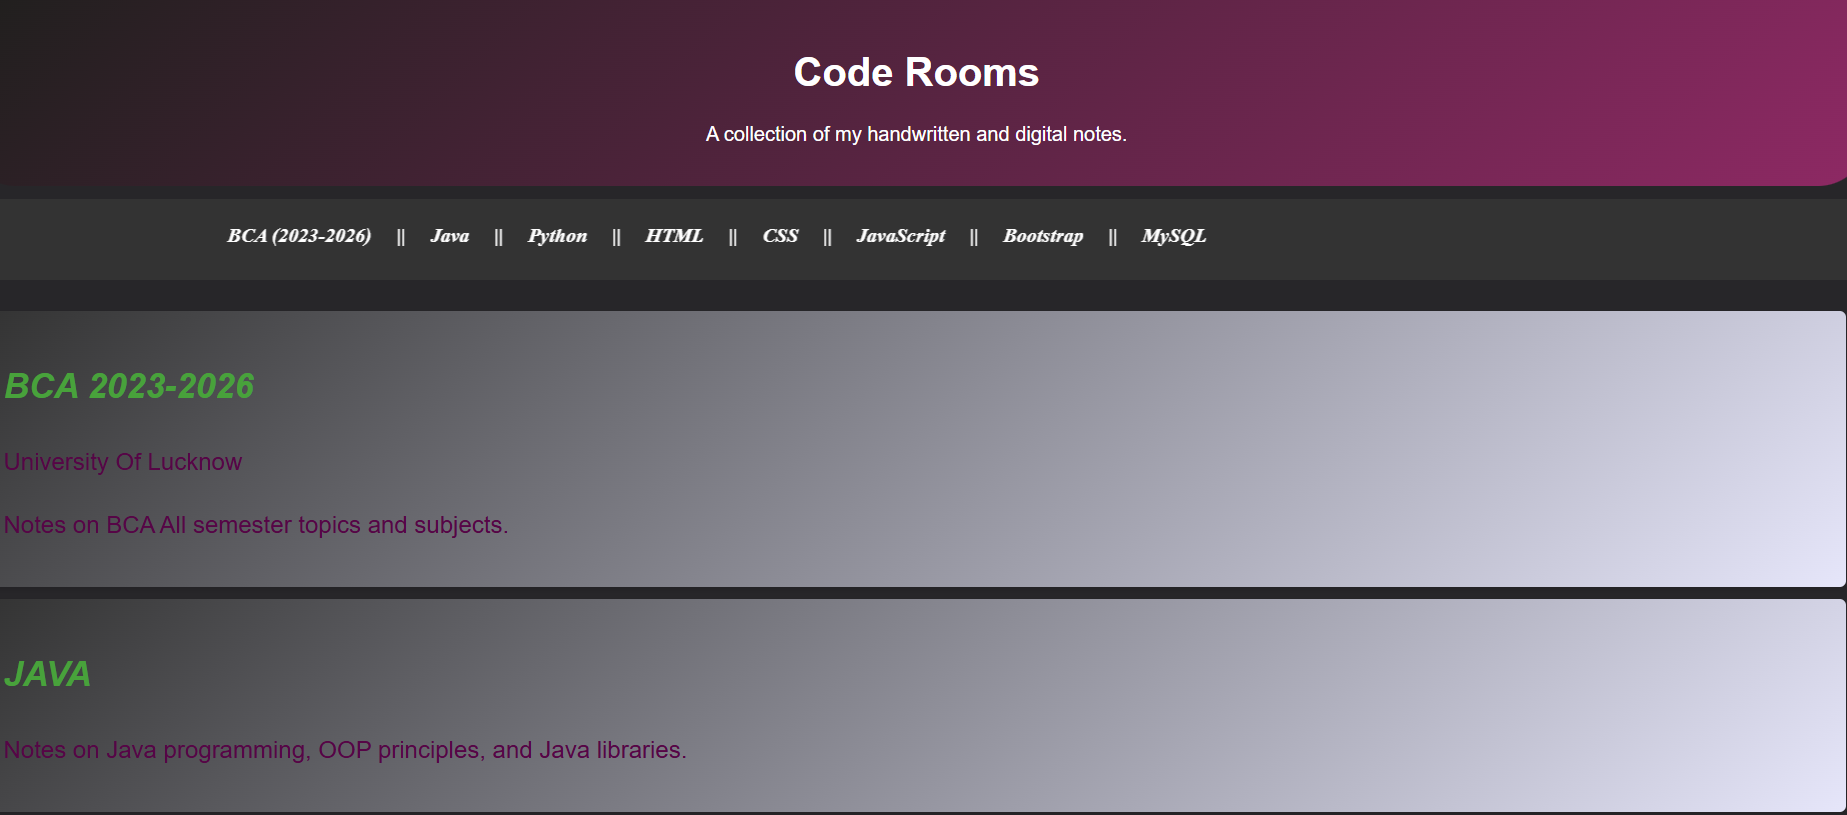 Code Rooms
A collection of my handwritten and digital notes.
BCA (2023-2026) || Java || Python || HTML || CSS || JavaScript || Bootstrap || MySQL
BCA 2023-2026
University Of Lucknow
Notes on BCA All semester topics and subjects.
JAVA
Notes on Java programming, OOP principles, and Java libraries.